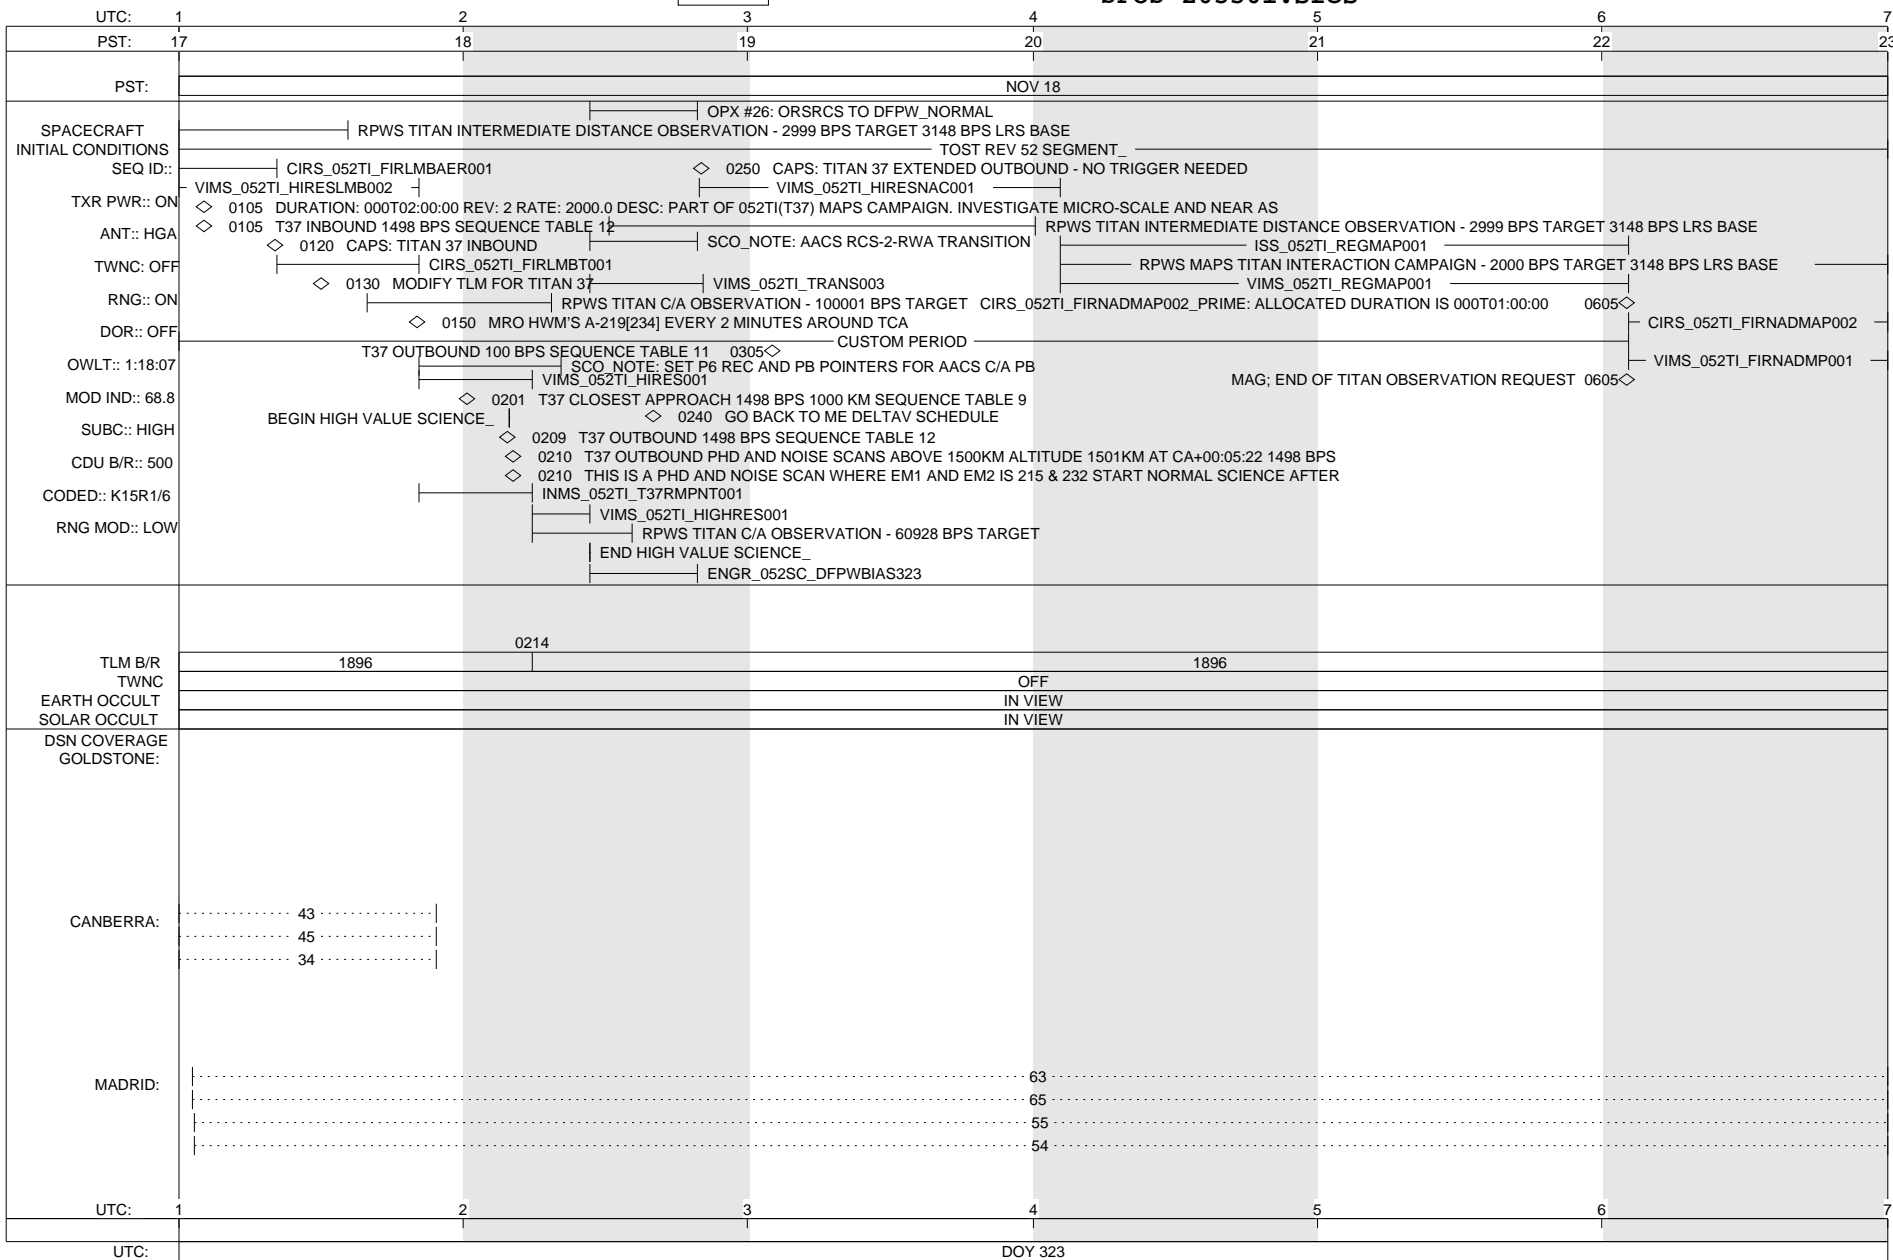 UTC: 1 2 3 4 5 6 7
PST: 17 18 19 20 21 22 23
PST: NOV 18
OPX #26: ORSRCS TO DFPW_NORMAL
SPACECRAFT RPWS TITAN INTERMEDIATE DISTANCE OBSERVATION - 2999 BPS TARGET 3148 BPS LRS BASE
INITIAL CONDITIONS TOST REV 52 SEGMENT_
SEQ ID:: CIRS_052TI_FIRLMBAER001 0250 CAPS: TITAN 37 EXTENDED OUTBOUND - NO TRIGGER NEEDED
VIMS_052TI_HIRESLMB002 VIMS_052TI_HIRESNAC001
TXR PWR:: ON 0105 DURATION: 000T02:00:00 REV: 2 RATE: 2000.0 DESC: PART OF 052TI(T37) MAPS CAMPAIGN. INVESTIGATE MICRO-SCALE AND NEAR AS
0105 T37 INBOUND 1498 BPS SEQUENCE TABLE 12 RPWS TITAN INTERMEDIATE DISTANCE OBSERVATION - 2999 BPS TARGET 3148 BPS LRS BASE
ANT:: HGA 0120 CAPS: TITAN 37 INBOUND SCO_NOTE: AACS RCS-2-RWA TRANSITION ISS_052TI_REGMAP001
TWNC: OFF CIRS_052TI_FIRLMBT001 RPWS MAPS TITAN INTERACTION CAMPAIGN - 2000 BPS TARGET 3148 BPS LRS BASE
0130 MODIFY TLM FOR TITAN 37 VIMS_052TI_TRANS003 VIMS_052TI_REGMAP001
RNG:: ON RPWS TITAN C/A OBSERVATION - 100001 BPS TARGET CIRS_052TI_FIRNADMAP002_PRIME: ALLOCATED DURATION IS 000T01:00:00 0605
DOR:: OFF 0150 MRO HWM'S A-219[234] EVERY 2 MINUTES AROUND TCA CIRS_052TI_FIRNADMAP002
CUSTOM PERIOD
T37 OUTBOUND 100 BPS SEQUENCE TABLE 11 0305
OWLT:: 1:18:07 SCO_NOTE: SET P6 REC AND PB POINTERS FOR AACS C/A PB VIMS_052TI_FIRNADMP001
VIMS_052TI_HIRES001 MAG; END OF TITAN OBSERVATION REQUEST 0605
MOD IND:: 68.8 0201 T37 CLOSEST APPROACH 1498 BPS 1000 KM SEQUENCE TABLE 9
BEGIN HIGH VALUE SCIENCE_ 0240 GO BACK TO ME DELTAV SCHEDULE
SUBC:: HIGH 0209 T37 OUTBOUND 1498 BPS SEQUENCE TABLE 12
CDU B/R:: 500 0210 T37 OUTBOUND PHD AND NOISE SCANS ABOVE 1500KM ALTITUDE 1501KM AT CA+00:05:22 1498 BPS
0210 THIS IS A PHD AND NOISE SCAN WHERE EM1 AND EM2 IS 215 & 232 START NORMAL SCIENCE AFTER
CODED:: K15R1/6 INMS_052TI_T37RMPNT001
VIMS_052TI_HIGHRES001
RNG MOD:: LOW RPWS TITAN C/A OBSERVATION - 60928 BPS TARGET
END HIGH VALUE SCIENCE_
ENGR_052SC_DFPWBIAS323
0214
TLM B/R 1896 1896
TWNC OFF
EARTH OCCULT IN VIEW
SOLAR OCCULT IN VIEW
DSN COVERAGE
GOLDSTONE:
CANBERRA: 43
45
34
MADRID: 63
65
55
54
UTC: 1 2 3 4 5 6 7
UTC: DOY 323